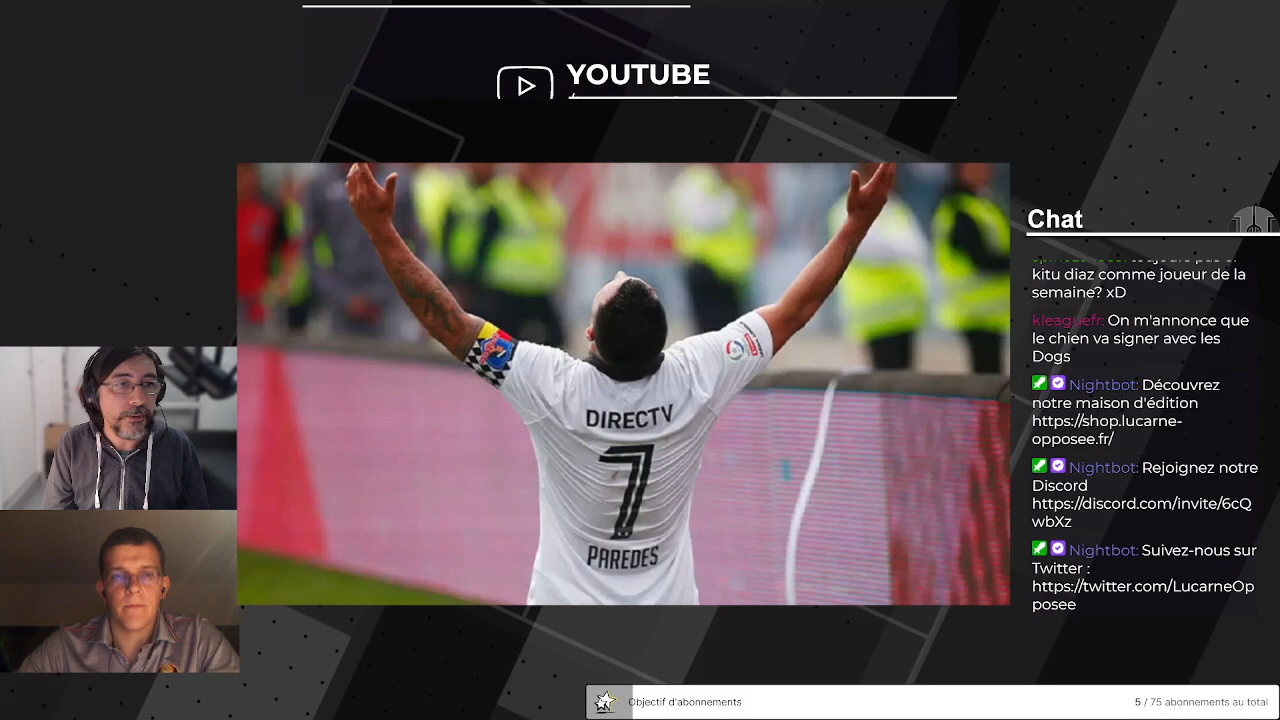 YOUTUBE
DIRECTV
7
PAREDES
Chat
kitu diaz comme joueur de la
semaine? xD
kleaguefr: On m'annonce que
le chien va signer avec les
Dogs
Nightbot: Découvrez
notre maison d'édition
https://shop.lucarne-
opposee.fr/
Nightbot: Rejoignez notre
Discord
https://discord.com/invite/6cQ
wbXz
Nightbot: Suivez-nous sur
Twitter :
https://twitter.com/LucarneOp
posee
Objectif d'abonnements
5 / 75 abonnements au total